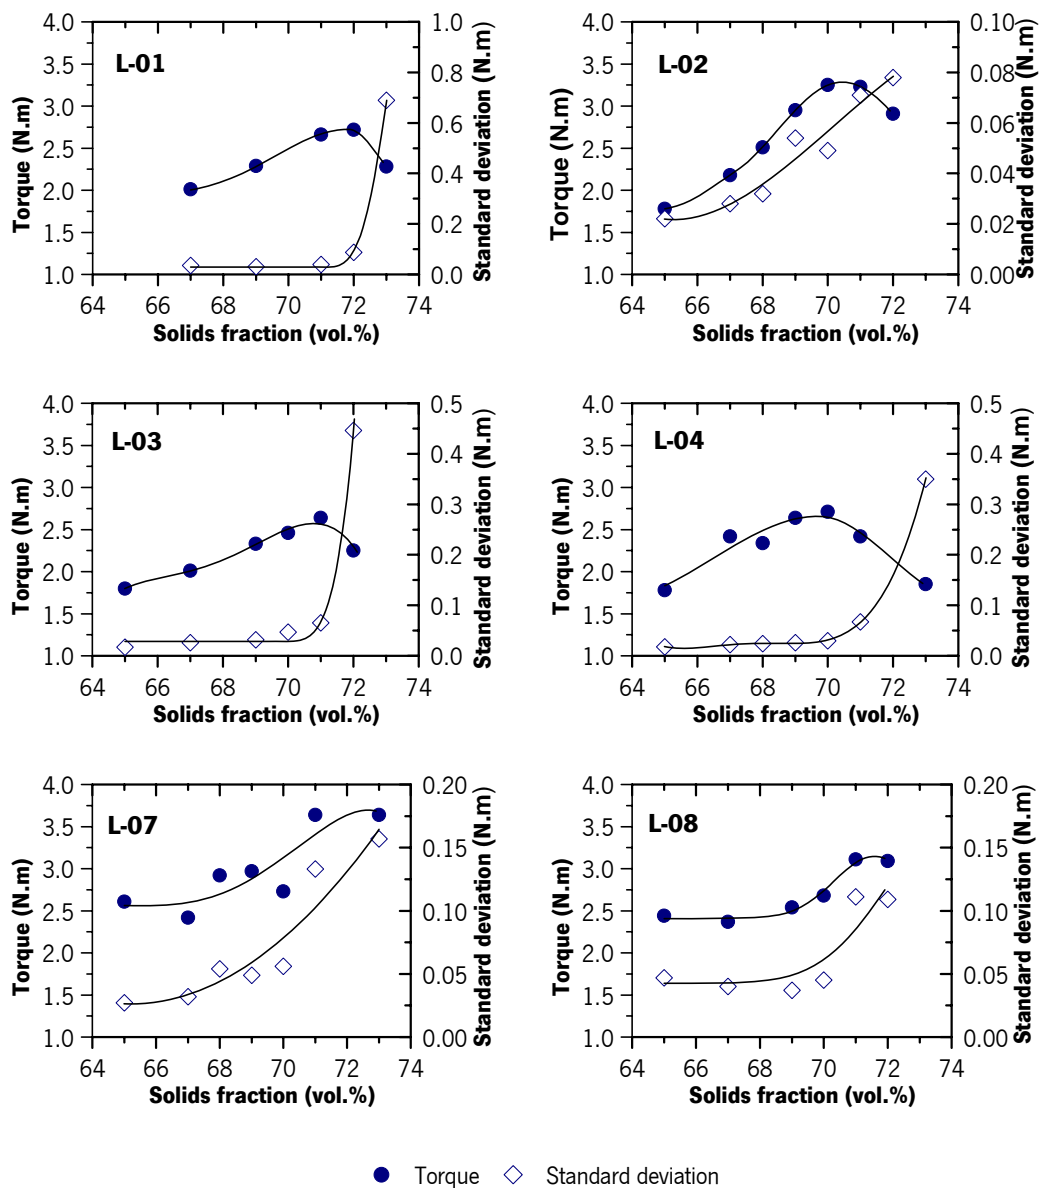 L-01
4.0
3.5
3.0
2.5
2.0
1.5
1.0
Torque (N.m)
1.0
0.8
0.6
0.4
0.2
0.0
Standard deviation (N.m)
64 66 68 70 72 74
Solids fraction (vol.%)
L-02
4.0
3.5
3.0
2.5
2.0
1.5
1.0
Torque (N.m)
0.10
0.08
0.06
0.04
0.02
0.00
Standard deviation (N.m)
64 66 68 70 72 74
Solids fraction (vol.%)
L-03
4.0
3.5
3.0
2.5
2.0
1.5
1.0
Torque (N.m)
0.5
0.4
0.3
0.2
0.1
0.0
Standard deviation (N.m)
64 66 68 70 72 74
Solids fraction (vol.%)
L-04
4.0
3.5
3.0
2.5
2.0
1.5
1.0
Torque (N.m)
0.5
0.4
0.3
0.2
0.1
0.0
Standard deviation (N.m)
64 66 68 70 72 74
Solids fraction (vol.%)
L-07
4.0
3.5
3.0
2.5
2.0
1.5
1.0
Torque (N.m)
0.20
0.15
0.10
0.05
0.00
Standard deviation (N.m)
64 66 68 70 72 74
Solids fraction (vol.%)
L-08
4.0
3.5
3.0
2.5
2.0
1.5
1.0
Torque (N.m)
0.20
0.15
0.10
0.05
0.00
Standard deviation (N.m)
64 66 68 70 72 74
Solids fraction (vol.%)
Torque Standard deviation